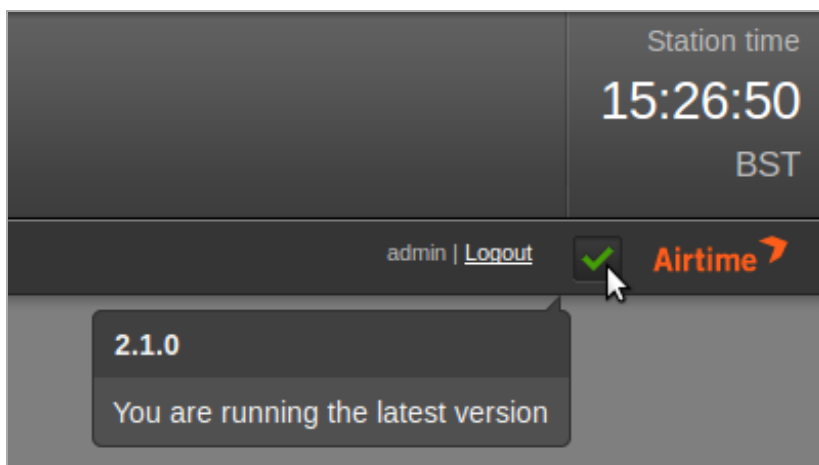 Station time
15:26:50
BST
admin | Logout
Airtime
2.1.0
You are running the latest version